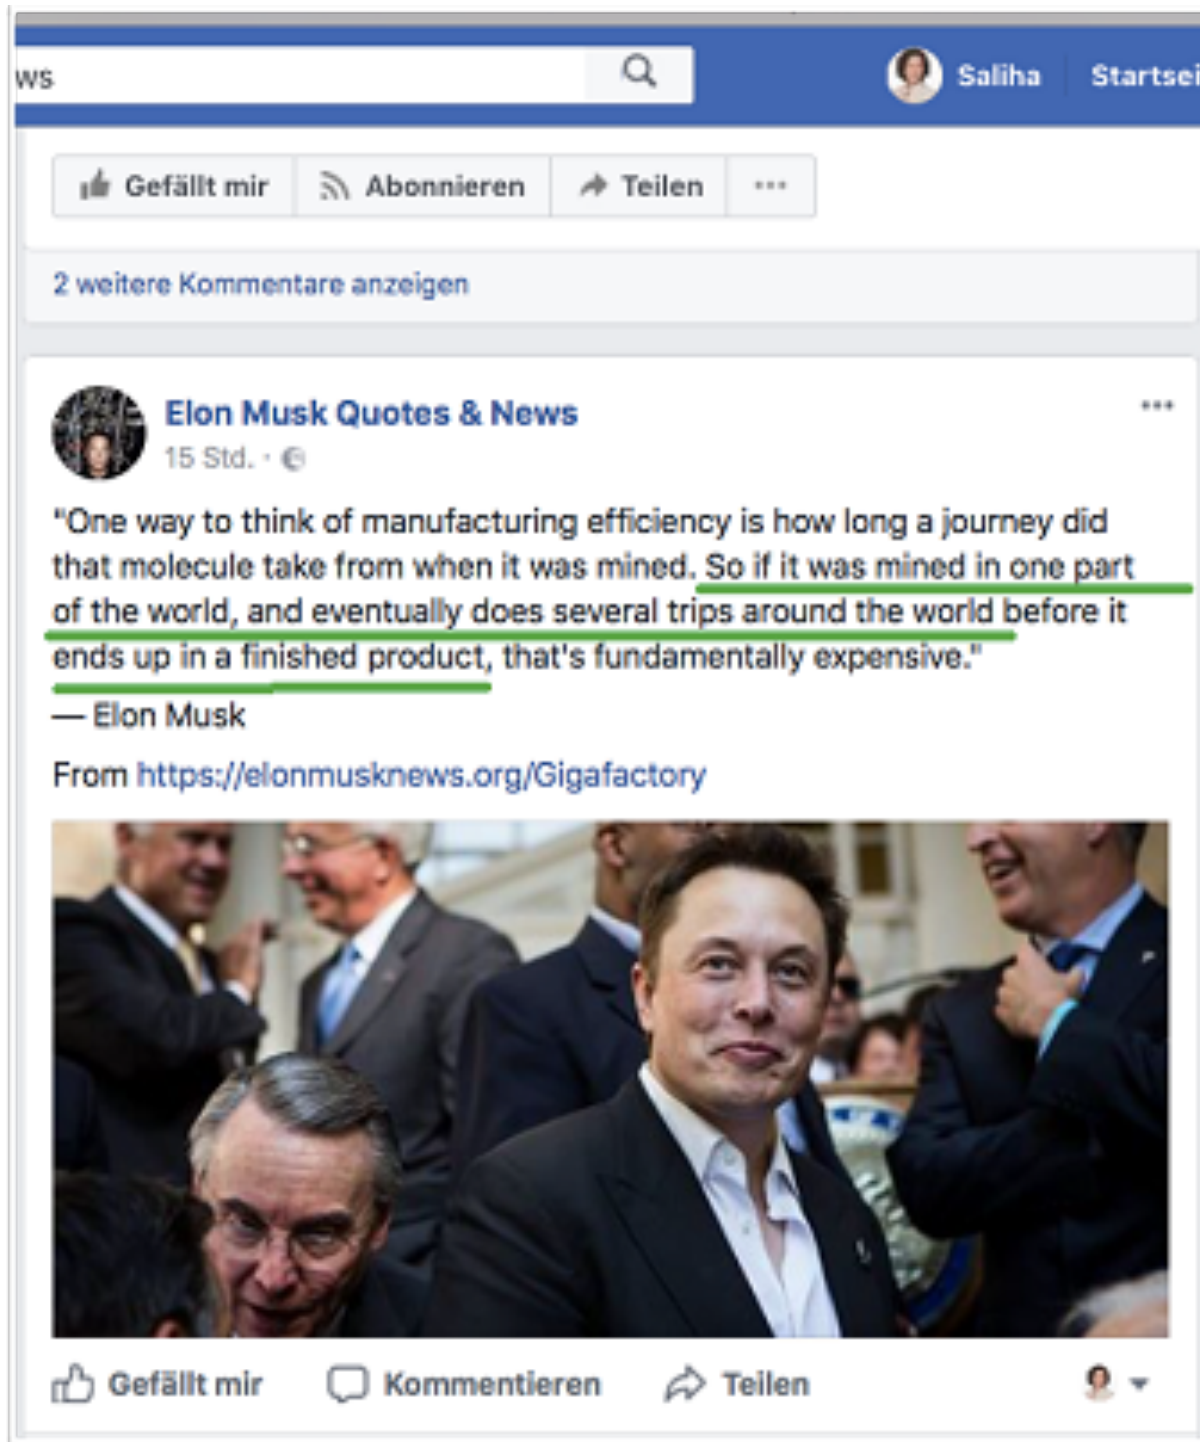 ws
Saliha Startsei
Gefällt mir Abonnieren Teilen
2 weitere Kommentare anzeigen
Elon Musk Quotes & News
15 Std.
"One way to think of manufacturing efficiency is how long a journey did
that molecule take from when it was mined. So if it was mined in one part
of the world, and eventually does several trips around the world before it
ends up in a finished product, that's fundamentally expensive."
— Elon Musk
From https://elonmusknews.org/Gigafactory
Gefällt mir Kommentieren Teilen